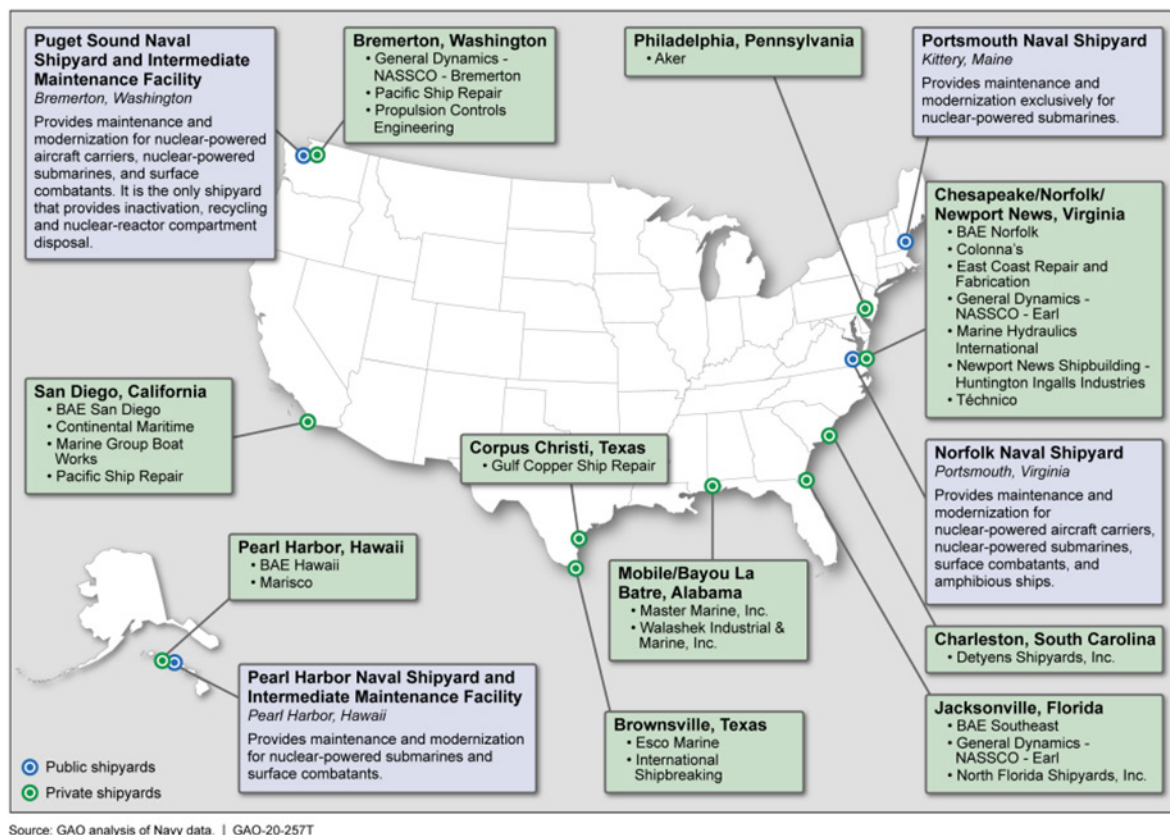 Puget Sound Naval
Shipyard and Intermediate
Maintenance Facility
Bremerton, Washington
Provides maintenance and
modernization for nuclear-powered
aircraft carriers, nuclear-powered
submarines, and surface
combatants. It is the only shipyard
that provides inactivation, recycling
and nuclear-reactor compartment
disposal.
Bremerton, Washington
• General Dynamics -
NASSCO - Bremerton
• Pacific Ship Repair
• Propulsion Controls
Engineering
Philadelphia, Pennsylvania
• Aker
Portsmouth Naval Shipyard
Kittery, Maine
Provides maintenance and
modernization exclusively for
nuclear-powered submarines.
Chesapeake/Norfolk/
Newport News, Virginia
• BAE Norfolk
• Colonna's
• East Coast Repair and
Fabrication
• General Dynamics -
NASSCO - Earl
• Marine Hydraulics
International
• Newport News Shipbuilding -
Huntington Ingalls Industries
• Téchnico
San Diego, California
• BAE San Diego
• Continental Maritime
• Marine Group Boat
Works
• Pacific Ship Repair
Corpus Christi, Texas
• Gulf Copper Ship Repair
Norfolk Naval Shipyard
Portsmouth, Virginia
Provides maintenance and
modernization for
nuclear-powered aircraft carriers,
nuclear-powered submarines,
surface combatants, and
amphibious ships.
Pearl Harbor, Hawaii
• BAE Hawaii
• Marisco
Mobile/Bayou La
Batre, Alabama
• Master Marine, Inc.
• Walashek Industrial &
Marine, Inc.
Charleston, South Carolina
• Detyens Shipyards, Inc.
Pearl Harbor Naval Shipyard and
Intermediate Maintenance Facility
Pearl Harbor, Hawaii
Provides maintenance and modernization
for nuclear-powered submarines and
surface combatants.
Brownsville, Texas
• Esco Marine
• International
Shipbreaking
Jacksonville, Florida
• BAE Southeast
• General Dynamics -
NASSCO - Earl
• North Florida Shipyards, Inc.
Public shipyards
Private shipyards
Source: GAO analysis of Navy data. | GAO-20-257T